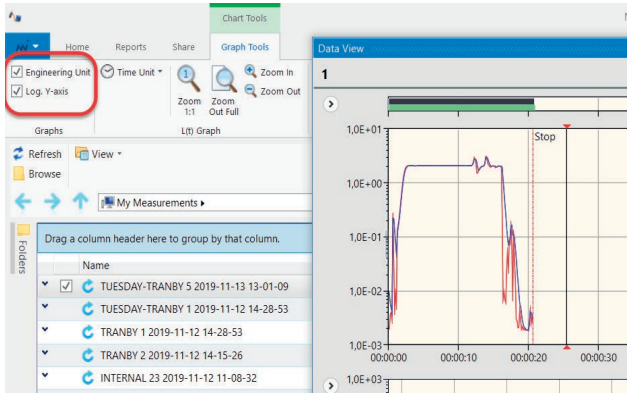 Chart Tools
Home Reports Share Graph Tools
Engineering Unit
Log. Y-axis
Time Unit
1
Zoom 1:1
Zoom Out Full
Zoom In
Zoom Out
Graphs
L(t) Graph
Refresh View
Browse
My Measurements
Folders
Drag a column header here to group by that column.
Name
TUESDAY-TRANBY 5 2019-11-13 13-01-09
TUESDAY-TRANBY 1 2019-11-12 14-28-53
TRANBY 1 2019-11-12 14-28-53
TRANBY 2 2019-11-12 14-15-26
INTERNAL 23 2019-11-12 11-08-32
Data View
1
1,0E+01
Stop
1,0E+00
1,0E-01
1,0E-02
1,0E-03
00:00:00 00:00:10 00:00:20 00:00:30
1,0E+03